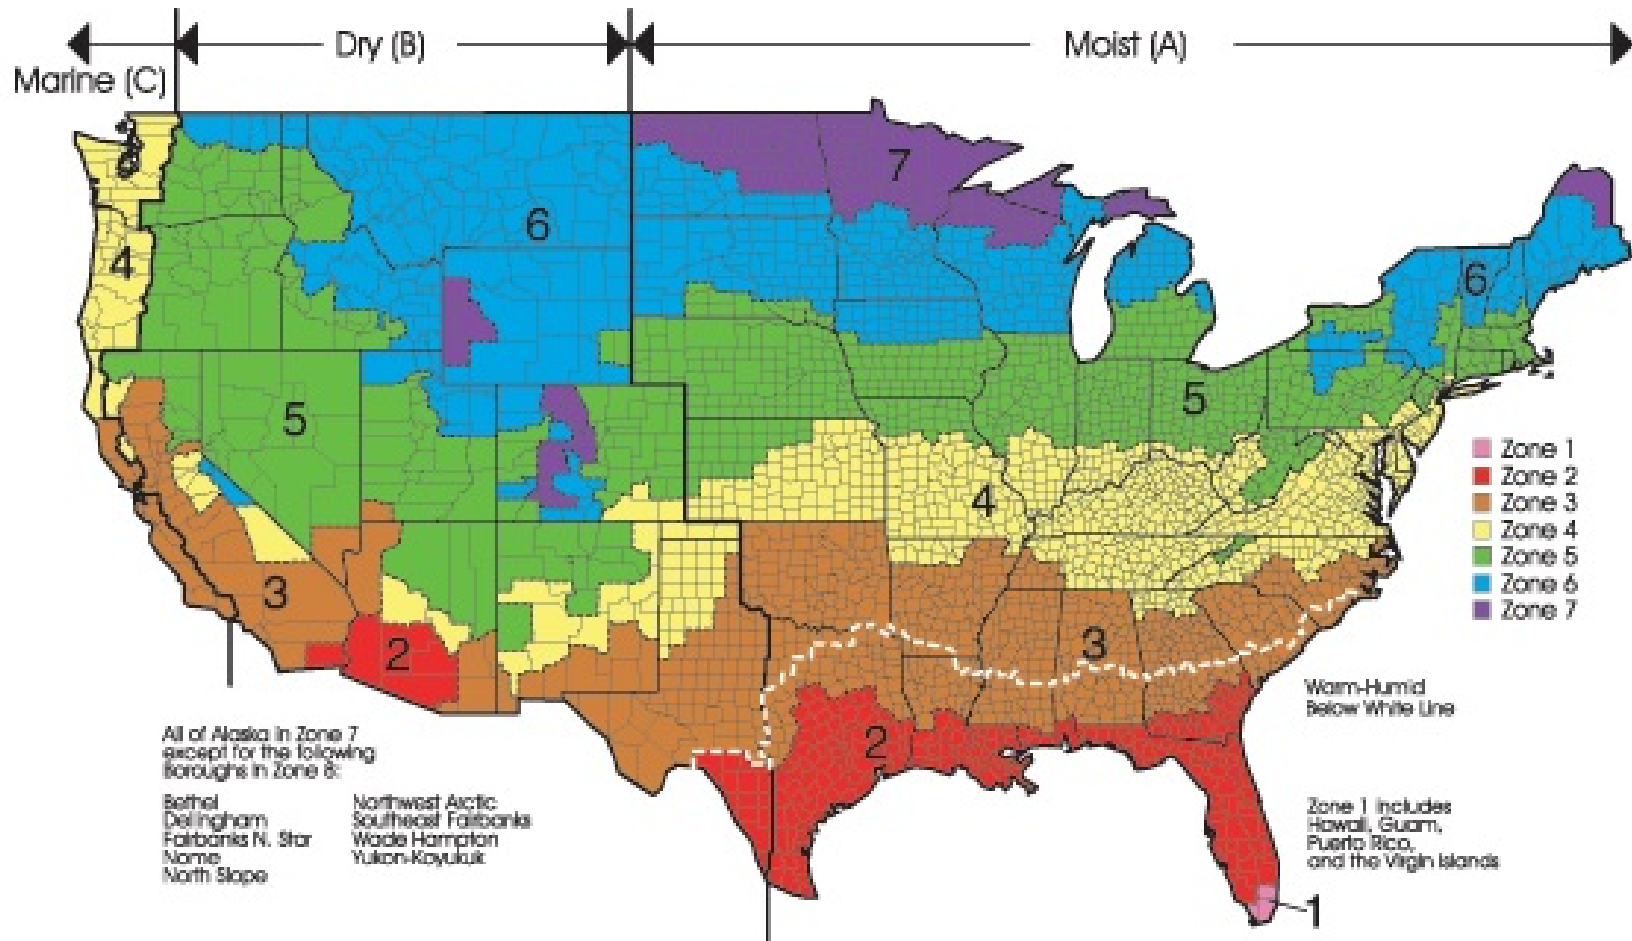 Dry (B)
Moist (A)
Marine (C)
7
6
4
6
5
5
4
3
3
2
2
1
Zone 1
Zone 2
Zone 3
Zone 4
Zone 5
Zone 6
Zone 7
Warm-Humid
Below White Line
All of Alaska in Zone 7
except for the following
Boroughs in Zone 8:
Bethel
Dellingham
Fairbanks N. Star
Nome
North Slope
Northwest Arctic
Southeast Fairbanks
Wade Hampton
Yukon-Koyukuk
Zone 1 includes
Hawaii, Guam,
Puerto Rico,
and the Virgin Islands